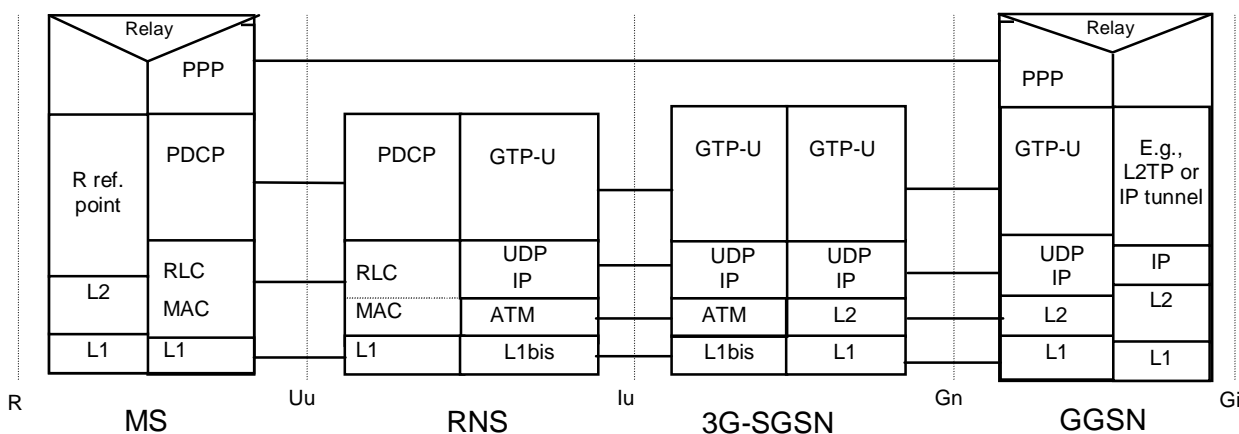 Relay
PPP
R ref.
point
L2
L1
PDCP
RLC
MAC
L1
PDCP
RLC
MAC
L1
GTP-U
UDP
IP
ATM
L1bis
GTP-U
UDP
IP
ATM
L1bis
GTP-U
UDP
IP
L2
L1
Relay
PPP
GTP-U
UDP
IP
L2
L1
E.g.,
L2TP or
IP tunnel
IP
L2
L1
R
Uu
Iu
Gn
Gi
MS
RNS
3G-SGSN
GGSN